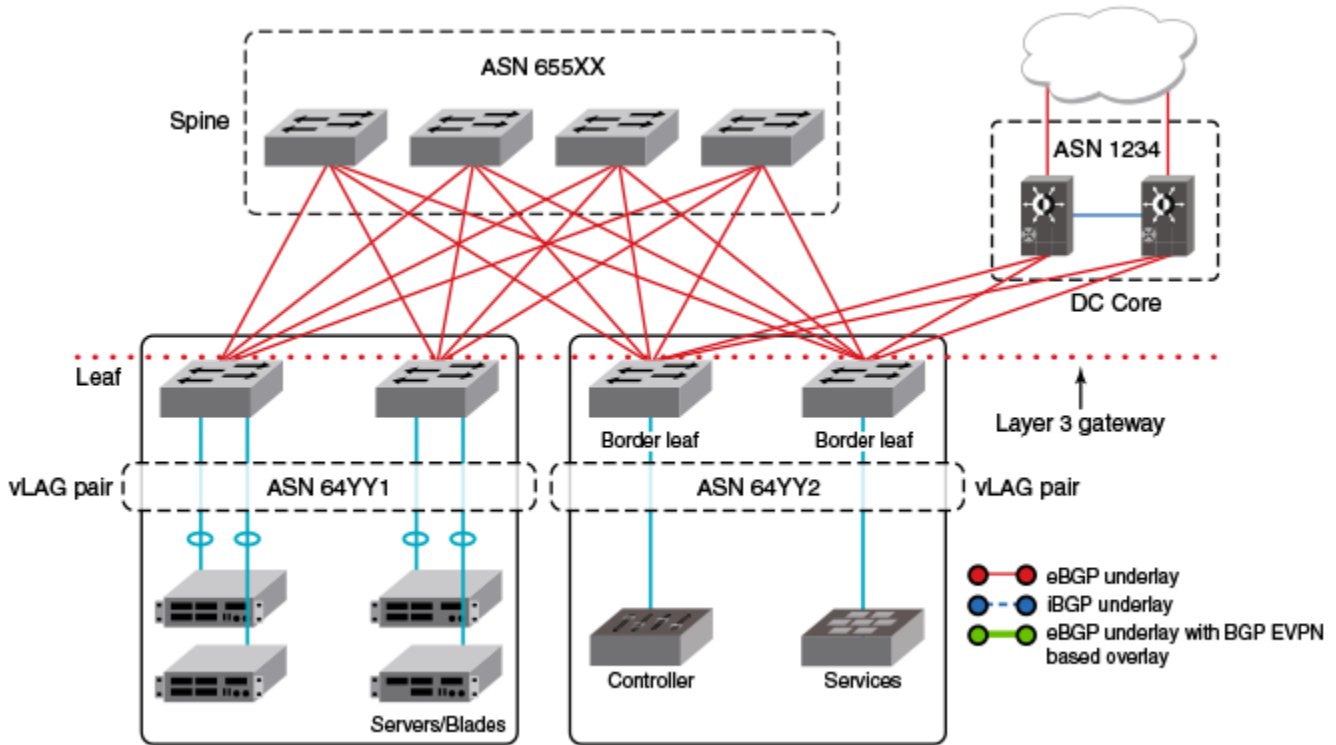 ASN 655XX
Spine
ASN 1234
DC Core
Leaf
Layer 3 gateway
Border leaf
Border leaf
vLAG pair
ASN 64YY1
ASN 64YY2
vLAG pair
eBGP underlay
iBGP underlay
eBGP underlay with BGP EVPN
based overlay
Controller
Services
Servers/Blades